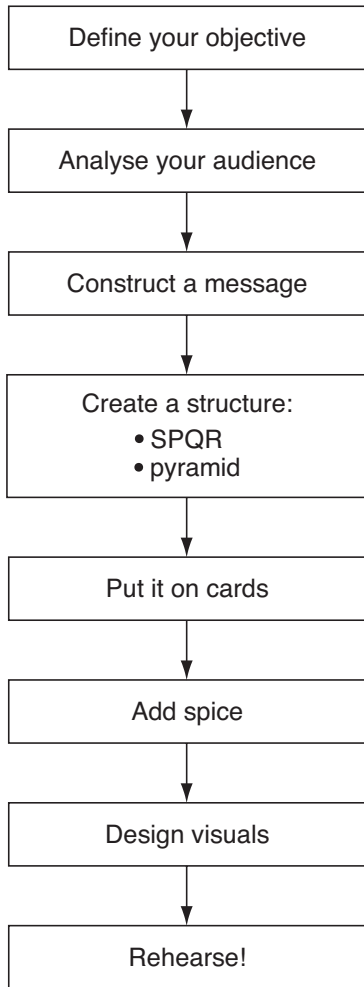 Define your objective
Analyse your audience
Construct a message
Create a structure:
• SPQR
• pyramid
Put it on cards
Add spice
Design visuals
Rehearse!